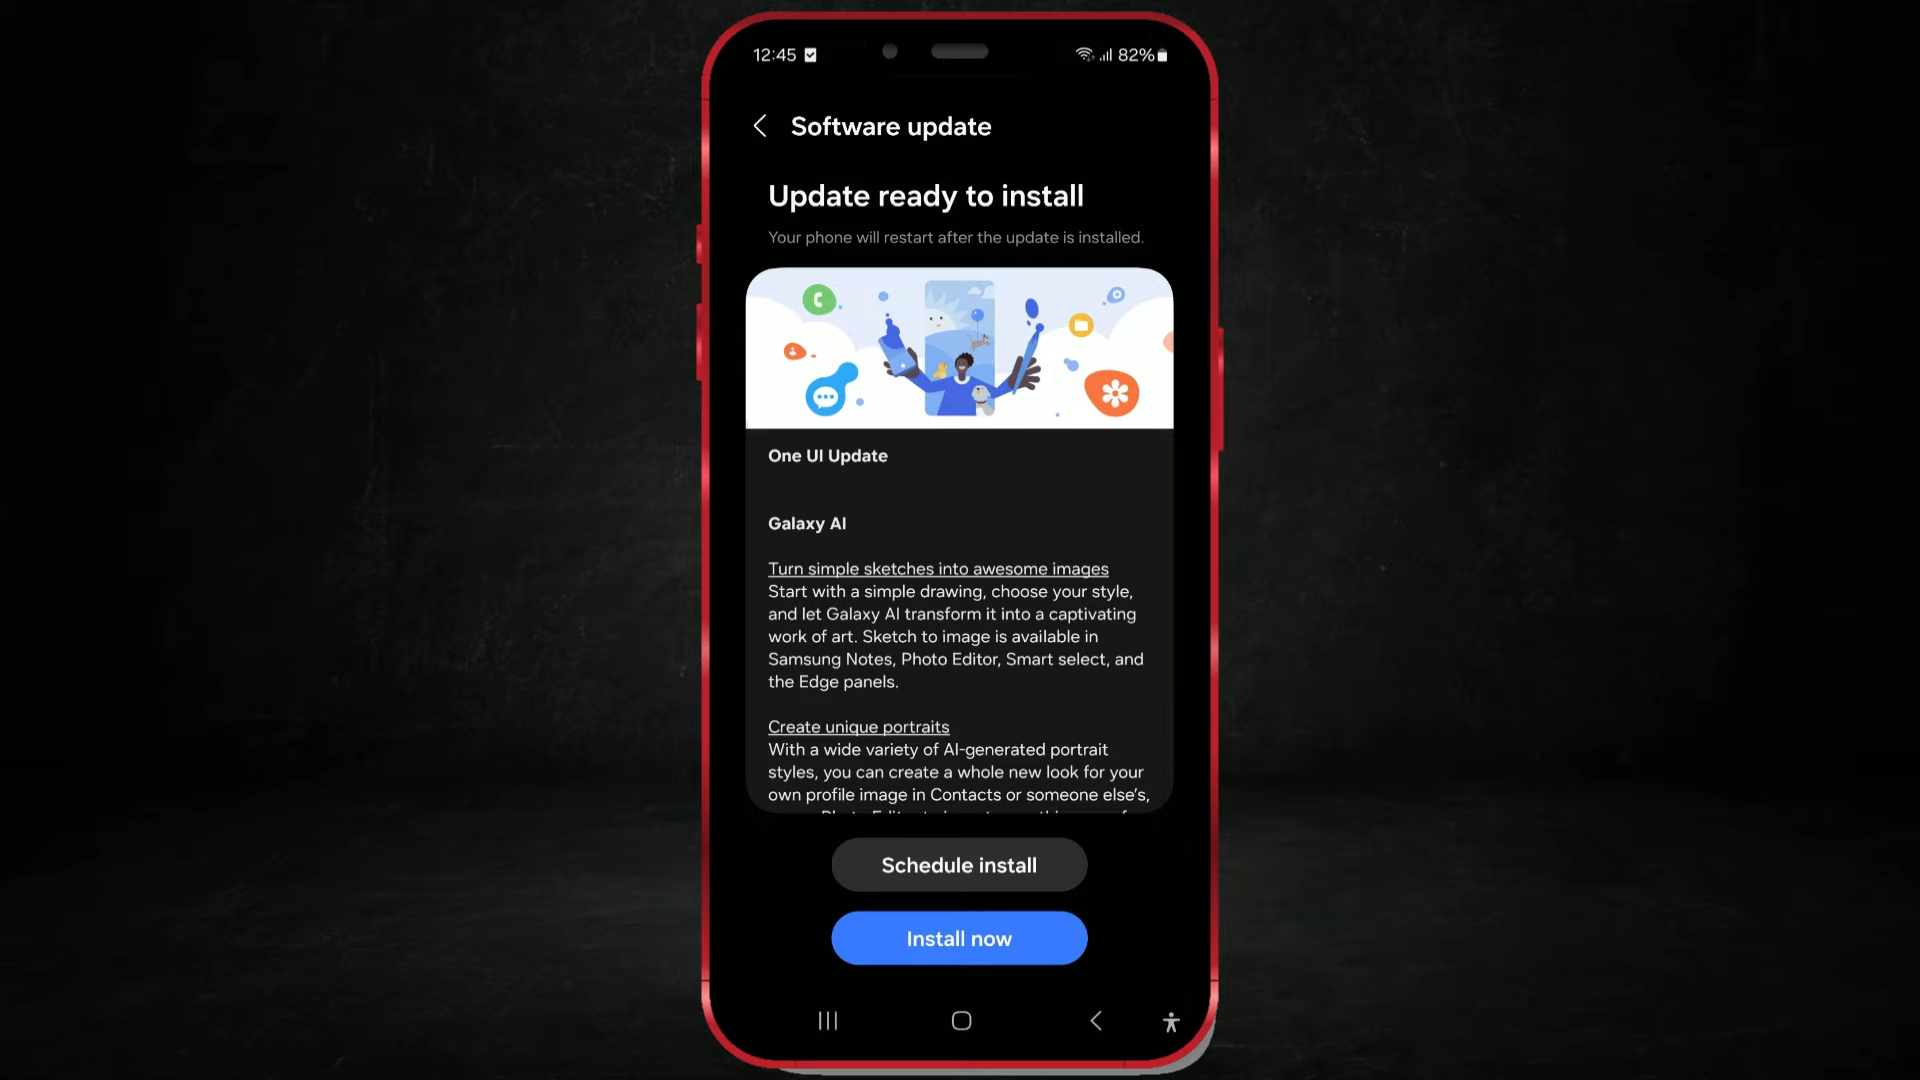 12:45 82%
Software update
Update ready to install
Your phone will restart after the update is installed.
One UI Update
Galaxy AI
Turn simple sketches into awesome images
Start with a simple drawing, choose your style,
and let Galaxy AI transform it into a captivating
work of art. Sketch to image is available in
Samsung Notes, Photo Editor, Smart select, and
the Edge panels.
Create unique portraits
With a wide variety of AI-generated portrait
styles, you can create a whole new look for your
own profile image in Contacts or someone else’s,
Schedule install
Install now